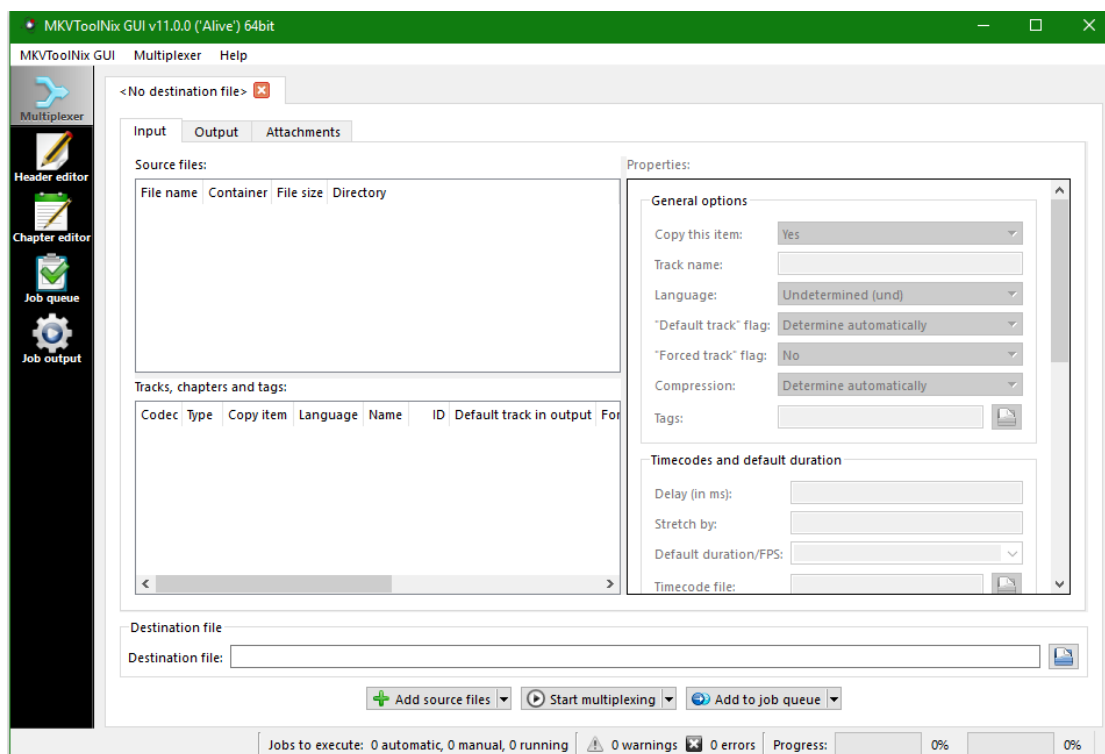 MKVToolNix GUI v11.0.0 ('Alive') 64bit
MKVToolNix GUI Multiplexer Help
Multiplexer
Header editor
Chapter editor
Job queue
Job output
<No destination file>
Input Output Attachments
Source files:
File name Container File size Directory
Tracks, chapters and tags:
Codec Type Copy item Language Name ID Default track in output For
Properties:
General options
Copy this item: Yes
Track name:
Language: Undetermined (und)
"Default track" flag: Determine automatically
"Forced track" flag: No
Compression: Determine automatically
Tags:
Timecodes and default duration
Delay (in ms):
Stretch by:
Default duration/FPS:
Timecode file:
Destination file
Destination file:
Add source files Start multiplexing Add to job queue
Jobs to execute: 0 automatic, 0 manual, 0 running 0 warnings 0 errors Progress: 0% 0%